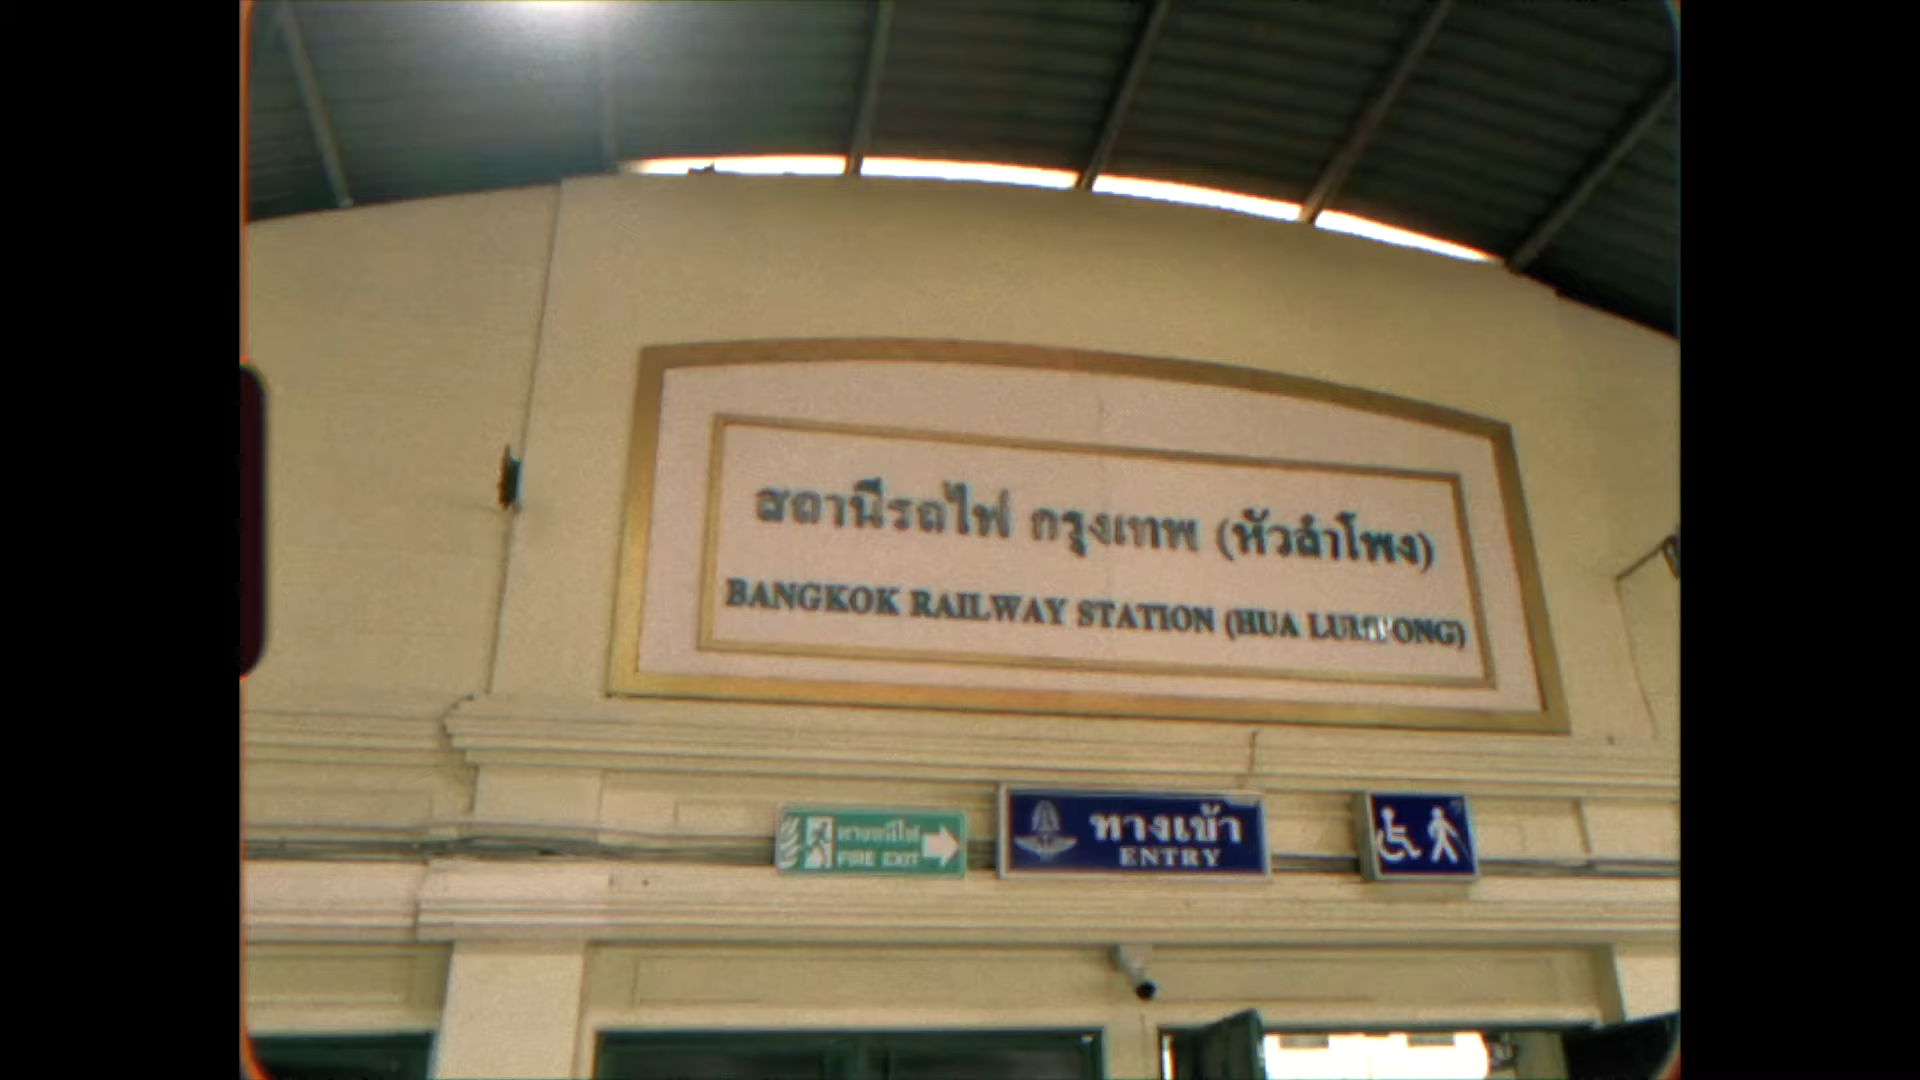 สถานีรถไฟ กรุงเทพ (หัวลำโพง)
BANGKOK RAILWAY STATION (HUA LUMPONG)
ทางหนีไฟ
FIRE EXIT
ทางเข้า
ENTRY